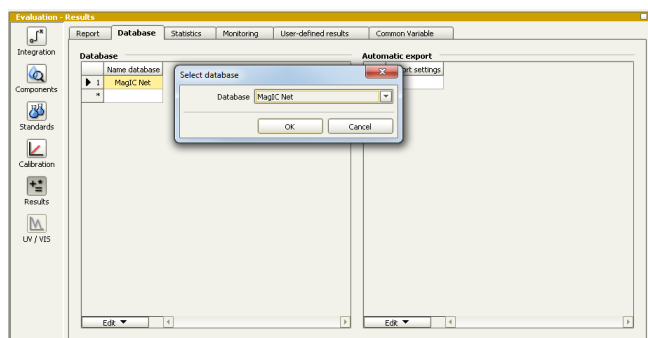 Evaluation - Results
Report Database Statistics Monitoring User-defined results Common Variable
Integration
Components
Standards
Calibration
Results
UV / VIS
Database
Name database
1 MagIC Net
*
Automatic export
rt settings
Select database
Database MagIC Net
OK Cancel
Edit
Edit